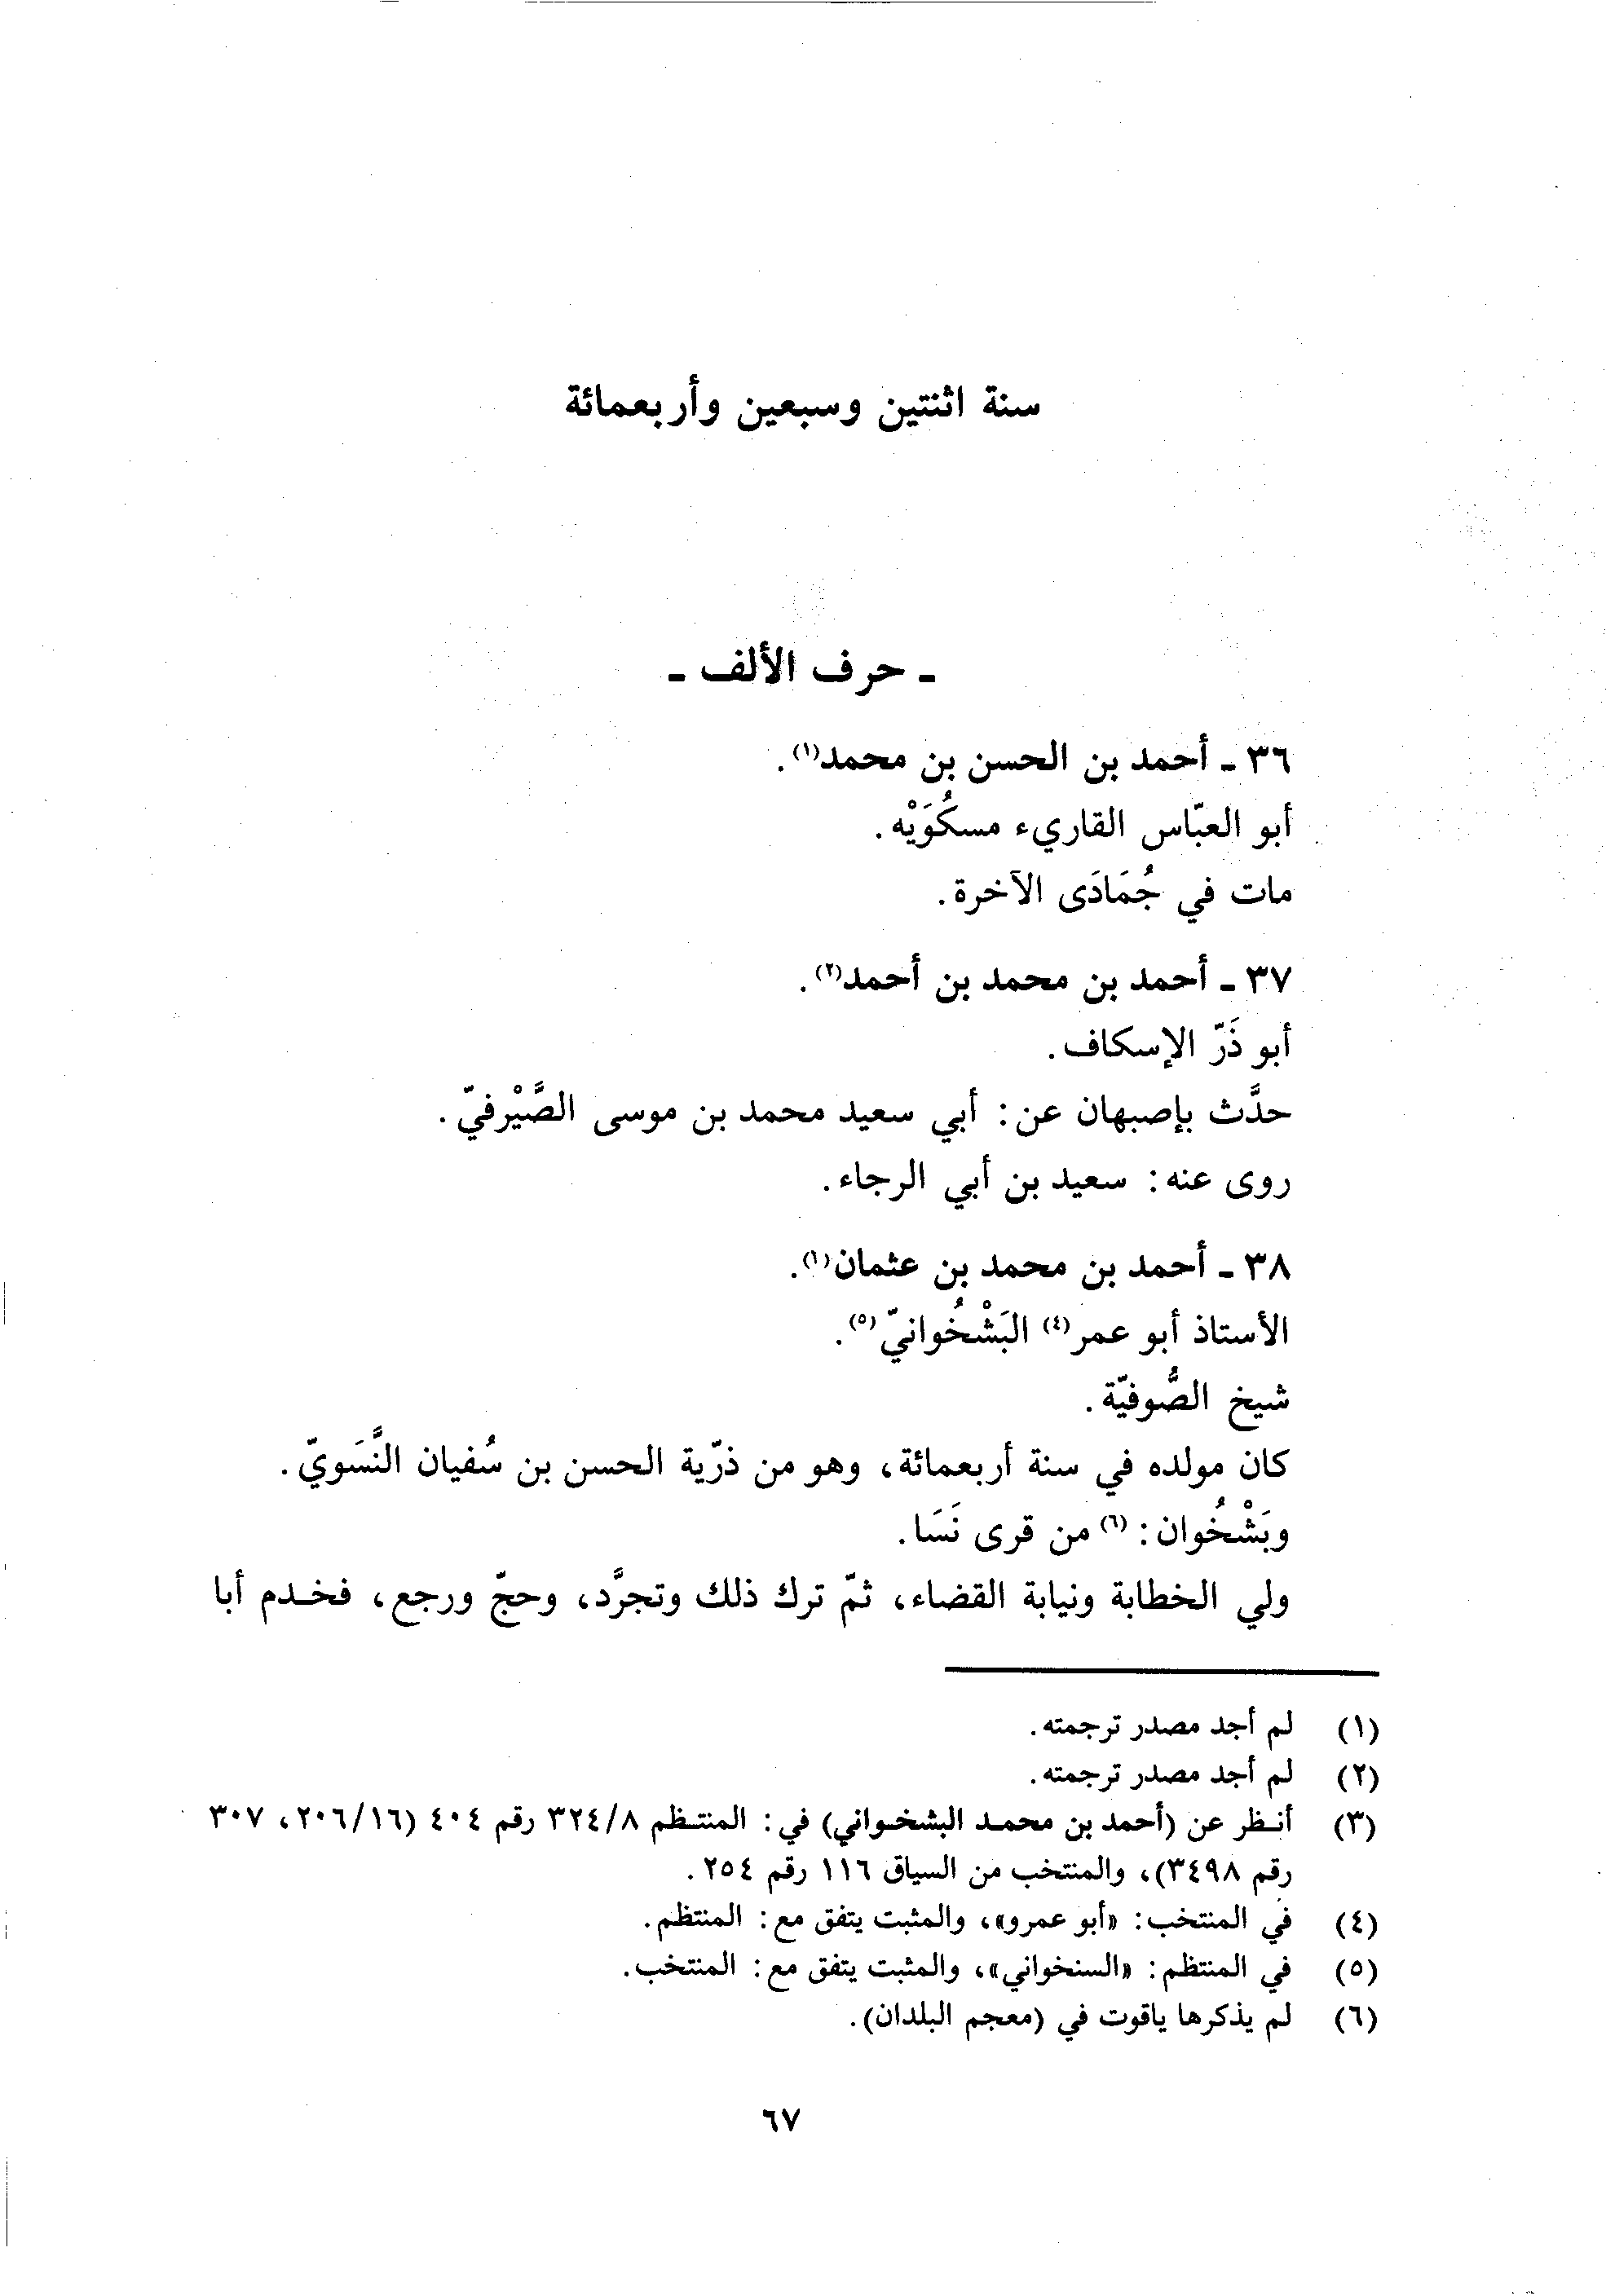 سنة اثنتين وسبعين وأربعمائة
ـ حرف الألف ـ
٣٦ ـ أحمد بن الحسن بن محمد(١).
أبو العبّاس القاريء مسكُوَيْه.
مات في جُمَادَى الآخرة.
٣٧ ـ أحمد بن محمد بن أحمد(٢).
أبو ذَرّ الإسكاف.
حدَّث بإصبهان عن: أبي سعيد محمد بن موسى الصَّيْرفيّ.
روى عنه: سعيد بن أبي الرجاء.
٣٨ ـ أحمد بن محمد بن عثمان(١).
الأستاذ أبو عمر(٤) البَشْخُوانيّ(٥).
شيخ الصُّوفيّة.
كان مولده في سنة أربعمائة، وهو من ذرّية الحسن بن سُفيان النَّسَويّ.
وبَشْخُوان:(٦) من قرى نَسَا.
ولي الخطابة ونيابة القضاء، ثمّ ترك ذلك وتجرَّد، وحجّ ورجع، فخدم أبا
(١) لم أجد مصدر ترجمته.
(٢) لم أجد مصدر ترجمته.
(٣) أنظر عن (أحمد بن محمد البشخواني) في: المنتظم ٣٢٤/٨ رقم ٤٠٤ (٢٠٦/١٦، ٣٠٧
رقم ٣٤٩٨)، والمنتخب من السياق ١١٦ رقم ٢٥٤.
(٤) في المنتخب: «أبو عمرو»، والمثبت يتفق مع: المنتظم.
(٥) في المنتظم: «السنخواني»، والمثبت يتفق مع: المنتخب.
(٦) لم يذكرها ياقوت في (معجم البلدان).
٦٧